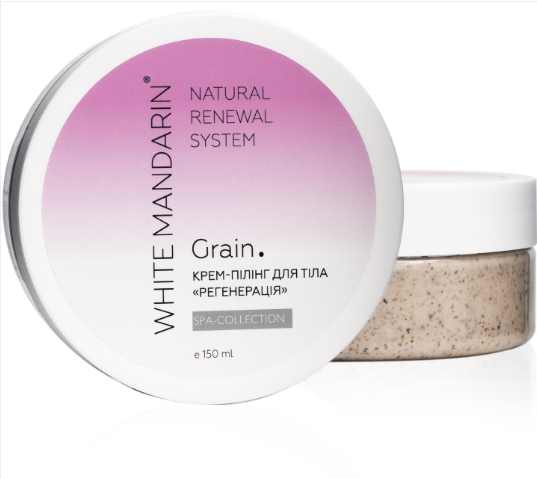 WHITE MANDARIN®
NATURAL
RENEWAL
SYSTEM
Grain.
КРЕМ-ПІЛІНГ ДЛЯ ТІЛА
«РЕГЕНЕРАЦІЯ»
SPA-COLLECTION
e 150 ml